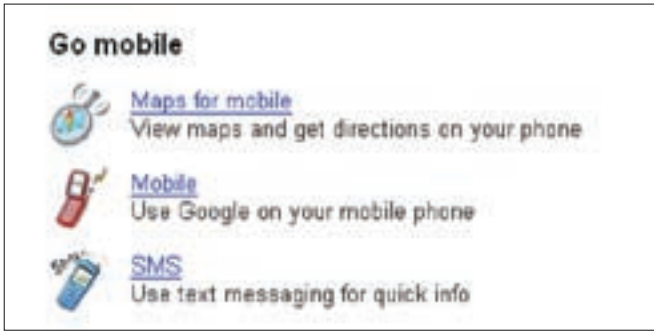 Go mobile
Maps for mobile
View maps and get directions on your phone
Mobile
Use Google on your mobile phone
SMS
Use text messaging for quick info